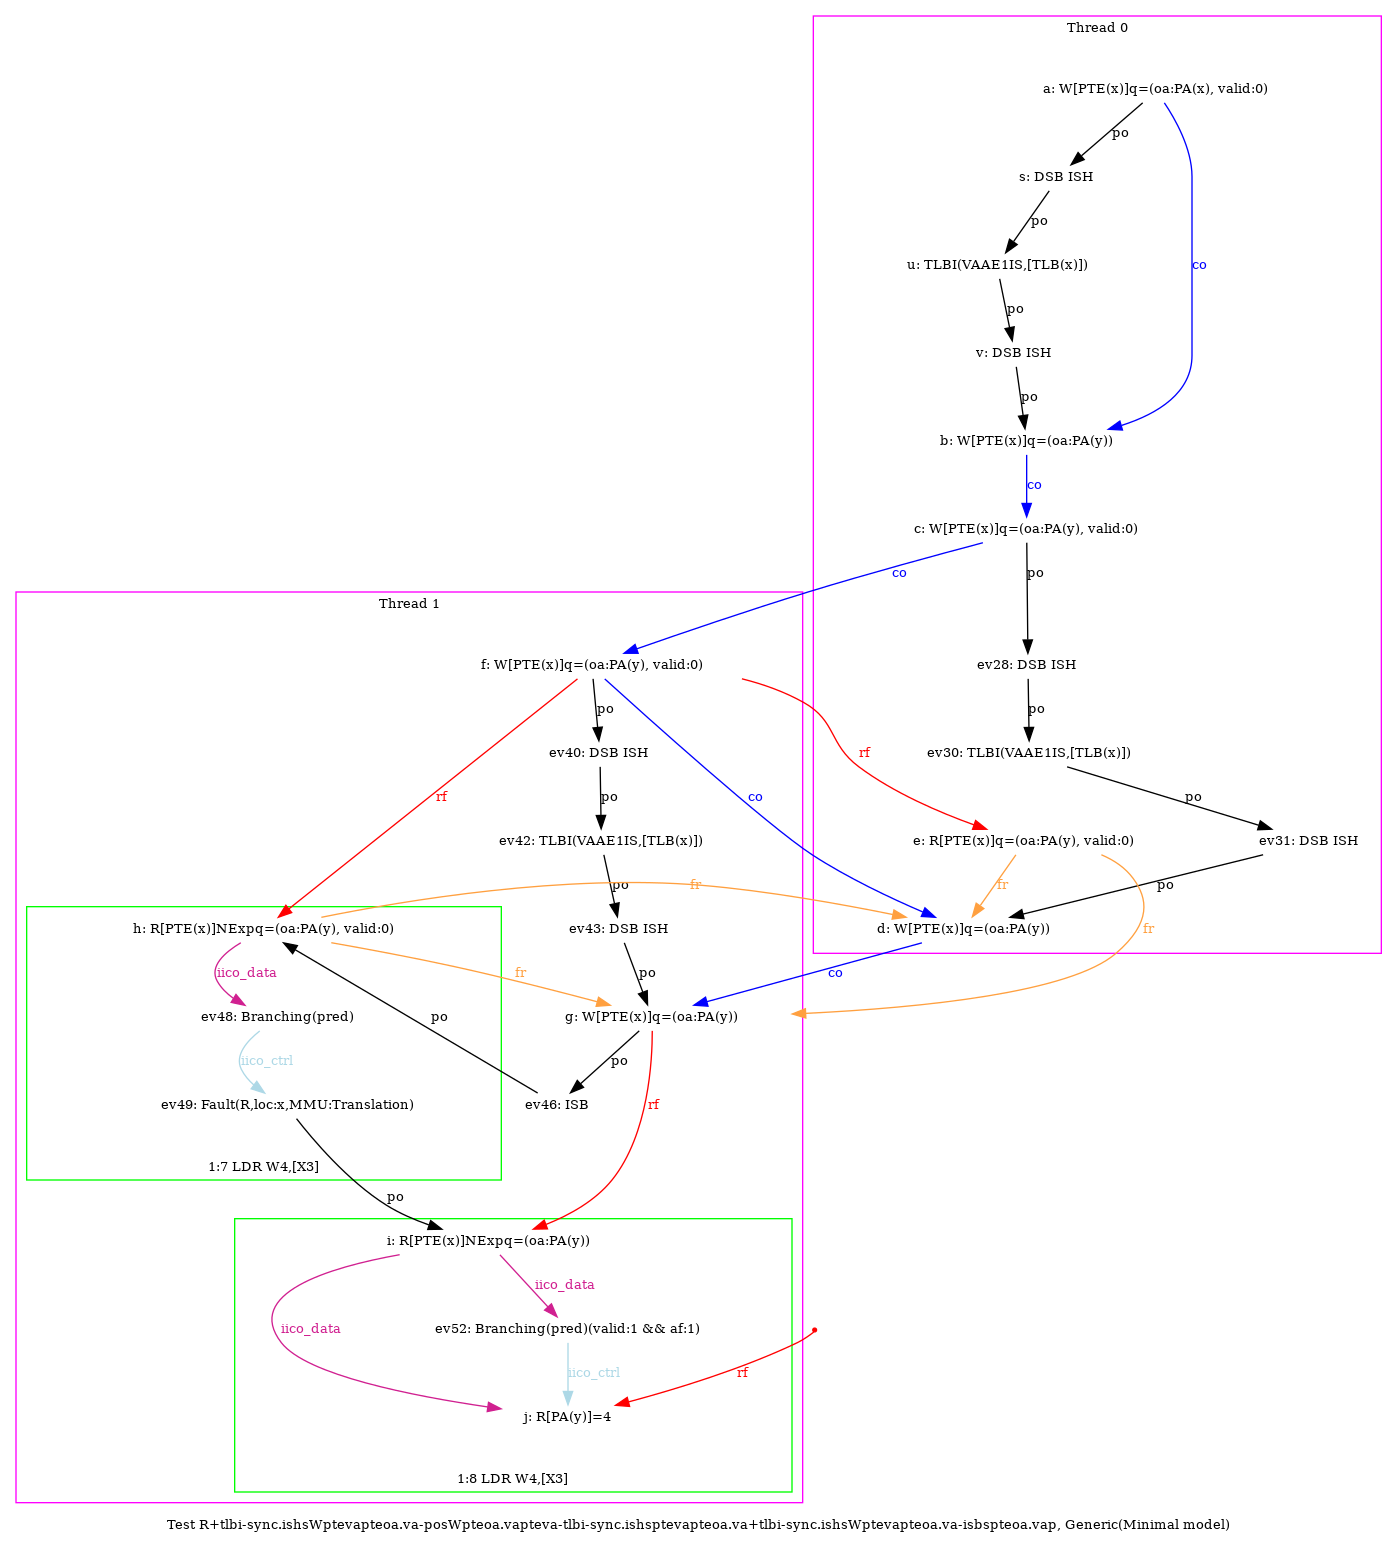 Thread 0
a: W[PTE(x)]q=(oa:PA(x), valid:0)
po
s: DSB ISH
po
u: TLBI(VAAE1IS,[TLB(x)])
co
po
v: DSB ISH
po
b: W[PTE(x)]q=(oa:PA(y))
co
c: W[PTE(x)]q=(oa:PA(y), valid:0)
co
po
Thread 1
f: W[PTE(x)]q=(oa:PA(y), valid:0)
ev28: DSB ISH
po
po
ev40: DSB ISH
rf
ev30: TLBI(VAAE1IS,[TLB(x)])
rf
po
co
po
ev42: TLBI(VAAE1IS,[TLB(x)])
e: R[PTE(x)]q=(oa:PA(y), valid:0)
ev31: DSB ISH
po
fr
fr
po
h: R[PTE(x)]NExpq=(oa:PA(y), valid:0)
ev43: DSB ISH
d: W[PTE(x)]q=(oa:PA(y))
fr
iico_data
fr
po
co
ev48: Branching(pred)
po
g: W[PTE(x)]q=(oa:PA(y))
iico_ctrl
po
ev49: Fault(R,loc:x,MMU:Translation)
ev46: ISB
rf
1:7 LDR W4,[X3]
po
i: R[PTE(x)]NExpq=(oa:PA(y))
iico_data
iico_data
ev52: Branching(pred)(valid:1 && af:1)
iico_ctrl
rf
j: R[PA(y)]=4
1:8 LDR W4,[X3]
Test R+tlbi-sync.ishsWptevapteoa.va-posWpteoa.vapteva-tlbi-sync.ishsptevapteoa.va+tlbi-sync.ishsWptevapteoa.va-isbspteoa.vap, Generic(Minimal model)